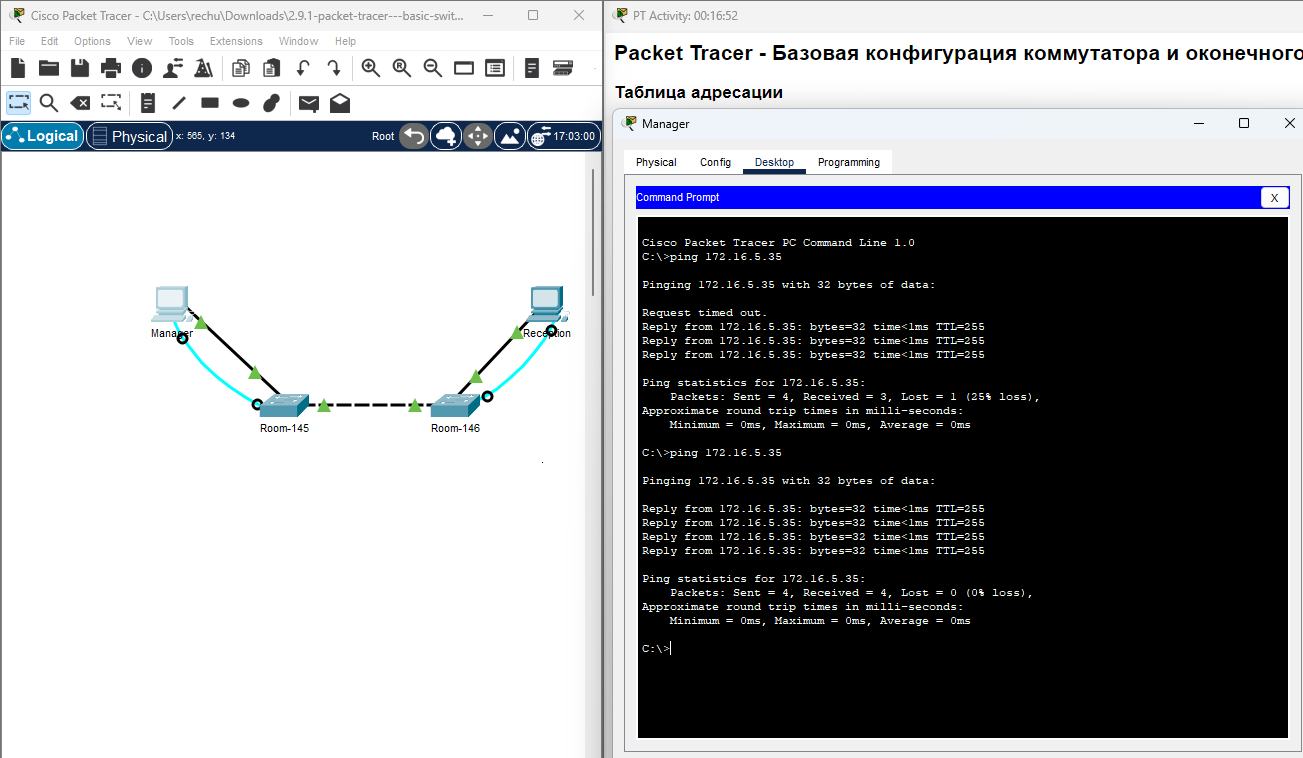 Cisco Packet Tracer - C:\Users\rechu\Downloads\2.9.1-packet-tracer---basic-swit...
File Edit Options View Tools Extensions Window Help
Logical Physical x: 565, y: 134 Root 17:03:00
Manager
Reception
Room-145
Room-146
PT Activity: 00:16:52
Packet Tracer - Базовая конфигурация коммутатора и оконечного
Таблица адресации
Manager
Physical Config Desktop Programming
Command Prompt X
Cisco Packet Tracer PC Command Line 1.0
C:\>ping 172.16.5.35
Pinging 172.16.5.35 with 32 bytes of data:
Request timed out.
Reply from 172.16.5.35: bytes=32 time<1ms TTL=255
Reply from 172.16.5.35: bytes=32 time<1ms TTL=255
Reply from 172.16.5.35: bytes=32 time<1ms TTL=255
Ping statistics for 172.16.5.35:
Packets: Sent = 4, Received = 3, Lost = 1 (25% loss),
Approximate round trip times in milli-seconds:
Minimum = 0ms, Maximum = 0ms, Average = 0ms
C:\>ping 172.16.5.35
Pinging 172.16.5.35 with 32 bytes of data:
Reply from 172.16.5.35: bytes=32 time<1ms TTL=255
Reply from 172.16.5.35: bytes=32 time<1ms TTL=255
Reply from 172.16.5.35: bytes=32 time<1ms TTL=255
Reply from 172.16.5.35: bytes=32 time<1ms TTL=255
Ping statistics for 172.16.5.35:
Packets: Sent = 4, Received = 4, Lost = 0 (0% loss),
Approximate round trip times in milli-seconds:
Minimum = 0ms, Maximum = 0ms, Average = 0ms
C:\>